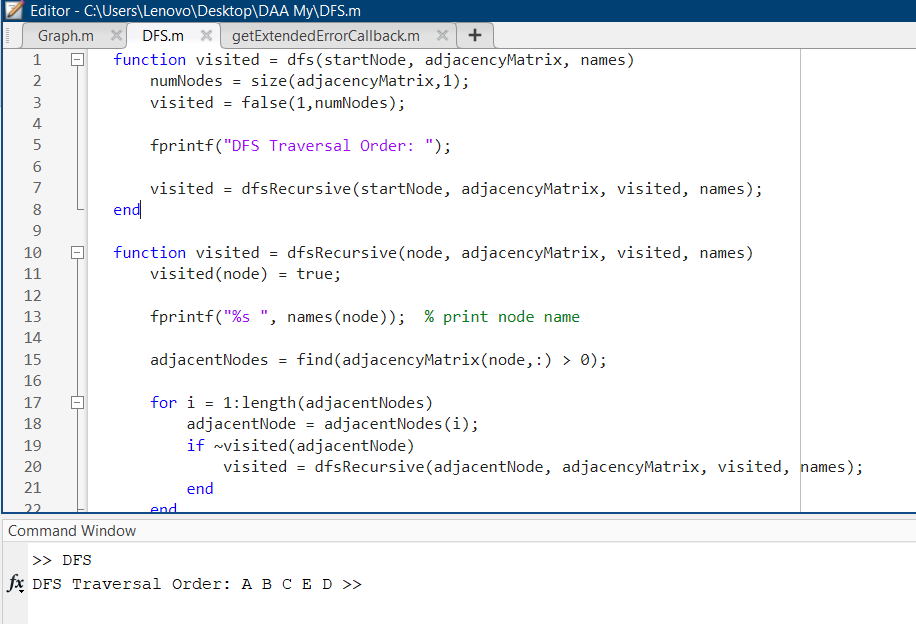 Editor - C:\Users\Lenovo\Desktop\DAA My\DFS.m
Graph.m DFS.m getExtendedErrorCallback.m +
1 function visited = dfs(startNode, adjacencyMatrix, names)
2 numNodes = size(adjacencyMatrix,1);
3 visited = false(1,numNodes);
4
5 fprintf("DFS Traversal Order: ");
6
7 visited = dfsRecursive(startNode, adjacencyMatrix, visited, names);
8 end
9
10 function visited = dfsRecursive(node, adjacencyMatrix, visited, names)
11 visited(node) = true;
12
13 fprintf("%s ", names(node));  % print node name
14
15 adjacentNodes = find(adjacencyMatrix(node,:) > 0);
16
17 for i = 1:length(adjacentNodes)
18 adjacentNode = adjacentNodes(i);
19 if ~visited(adjacentNode)
20 visited = dfsRecursive(adjacentNode, adjacencyMatrix, visited, names);
21 end
22 end
Command Window
>> DFS
fx DFS Traversal Order: A B C E D >>